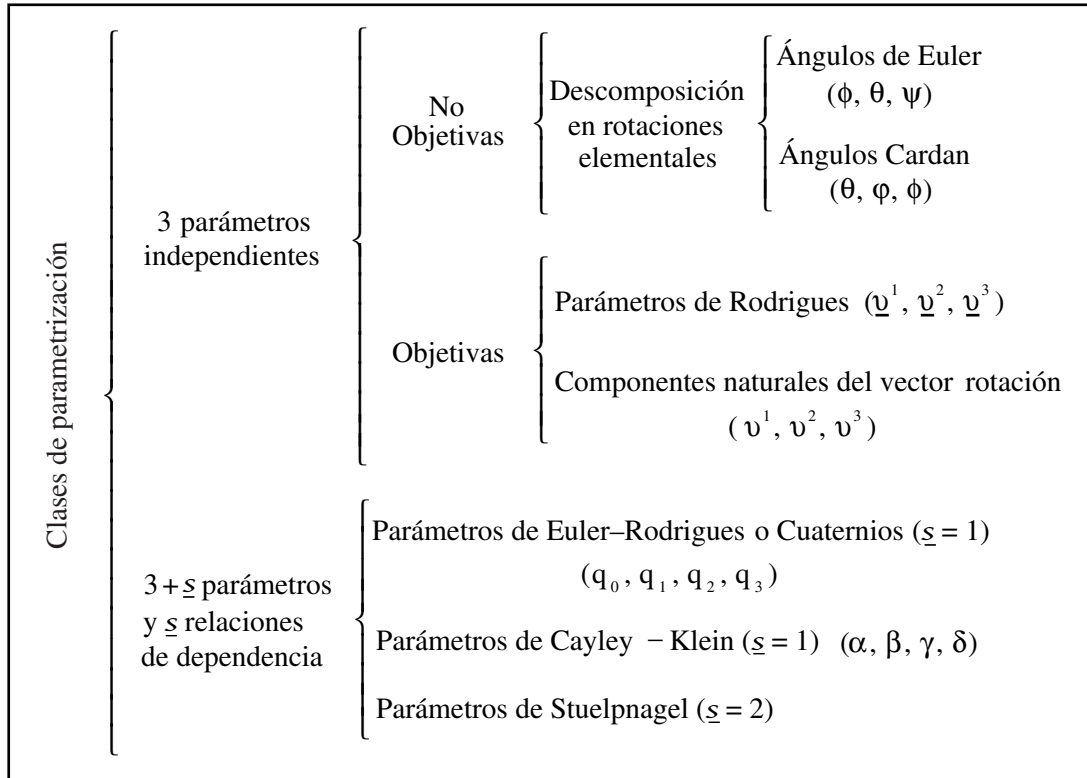 Clases de parametrización
3 parámetros
independientes
No
Objetivas
Descomposición
en rotaciones
elementales
Ángulos de Euler
(ϕ, θ, ψ)
Ángulos Cardan
(θ, φ, ϕ)
Objetivas
Parámetros de Rodrigues (υ̲¹, υ̲², υ̲³)
Componentes naturales del vector rotación
(υ¹, υ², υ³)
3+s̲ parámetros
y s̲ relaciones
de dependencia
Parámetros de Euler–Rodrigues o Cuaternios (s̲ = 1)
(q₀, q₁, q₂, q₃)
Parámetros de Cayley – Klein (s̲ = 1) (α, β, γ, δ)
Parámetros de Stuelpnagel (s̲ = 2)